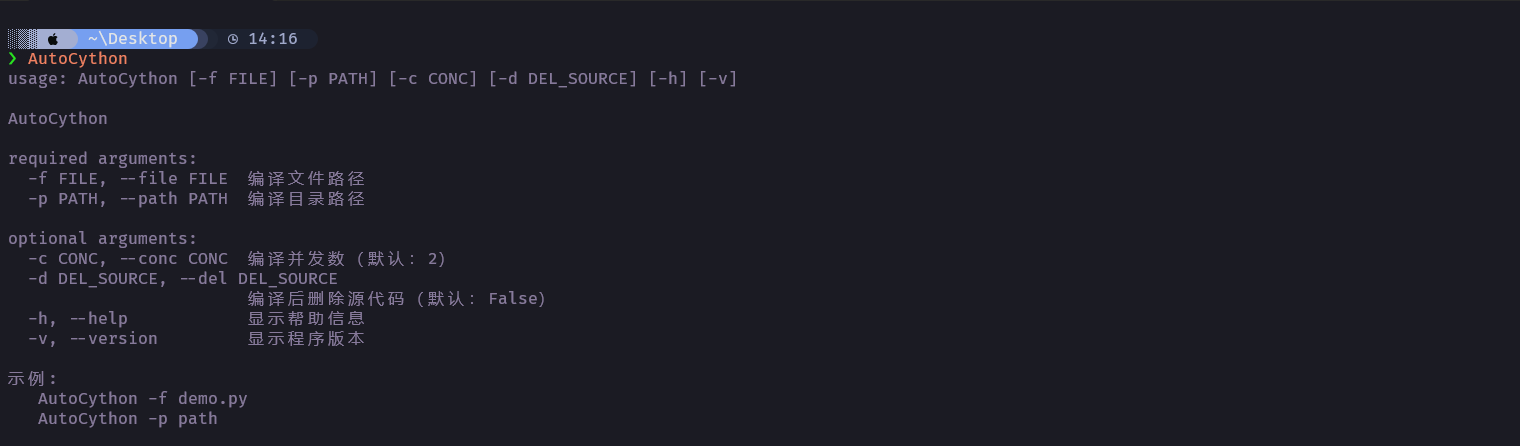 ~\Desktop 14:16
❯ AutoCython
usage: AutoCython [-f FILE] [-p PATH] [-c CONC] [-d DEL_SOURCE] [-h] [-v]
AutoCython
required arguments:
-f FILE, --file FILE 编译文件路径
-p PATH, --path PATH 编译目录路径
optional arguments:
-c CONC, --conc CONC 编译并发数（默认: 2）
-d DEL_SOURCE, --del DEL_SOURCE
编译后删除源代码（默认: False）
-h, --help 显示帮助信息
-v, --version 显示程序版本
示例:
AutoCython -f demo.py
AutoCython -p path